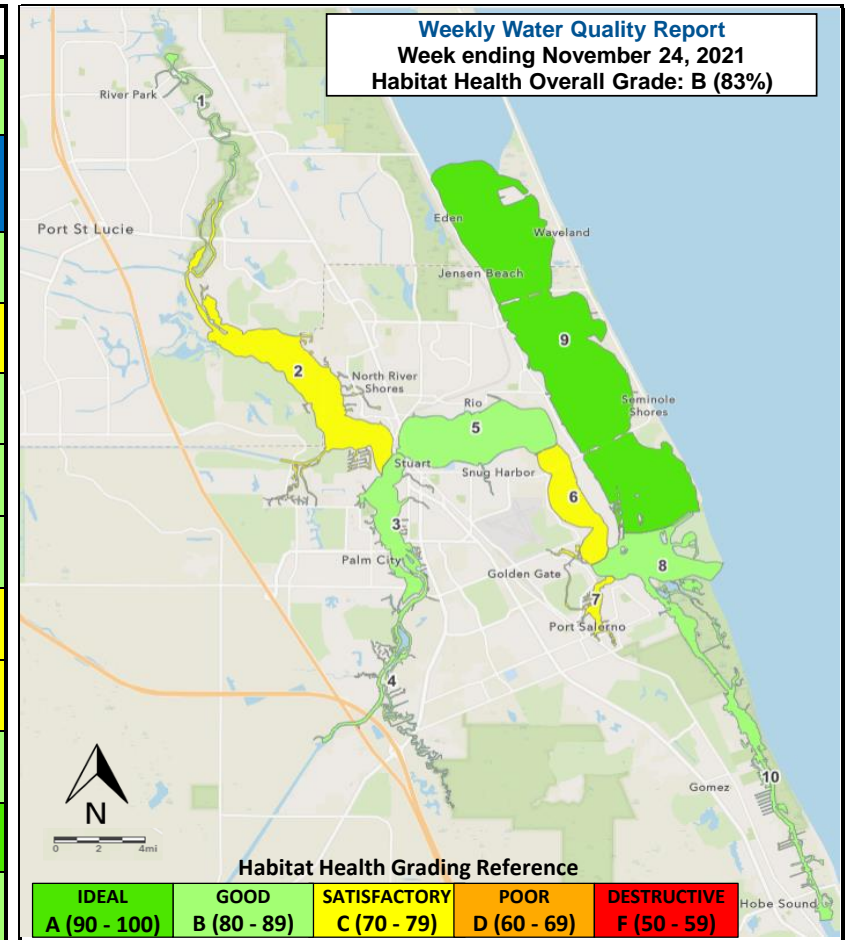 Weekly Water Quality Report
Week ending November 24, 2021
Habitat Health Overall Grade: B (83%)
River Park
1
Port St Lucie
Eden
Waveland
Jensen Beach
9
2
North River
Shores
Rio
Seminole
Shores
5
Stuart
Snug Harbor
6
3
Palm City
Golden Gate
8
7
Port Salerno
4
N
0 2 4mi
Gomez
10
Hobe Sound
Habitat Health Grading Reference
IDEAL
A (90 - 100)
GOOD
B (80 - 89)
SATISFACTORY
C (70 - 79)
POOR
D (60 - 69)
DESTRUCTIVE
F (50 - 59)